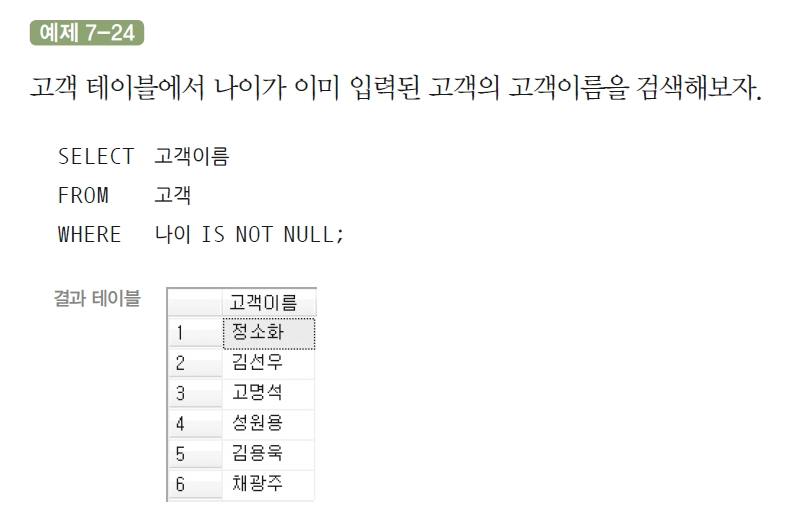 예제 7-24
고객 테이블에서 나이가 이미 입력된 고객의 고객이름을 검색해보자.
SELECT 고객이름
FROM 고객
WHERE 나이 IS NOT NULL;
결과 테이블
고객이름
1 정소화
2 김선우
3 고명석
4 성원용
5 김용욱
6 채광주